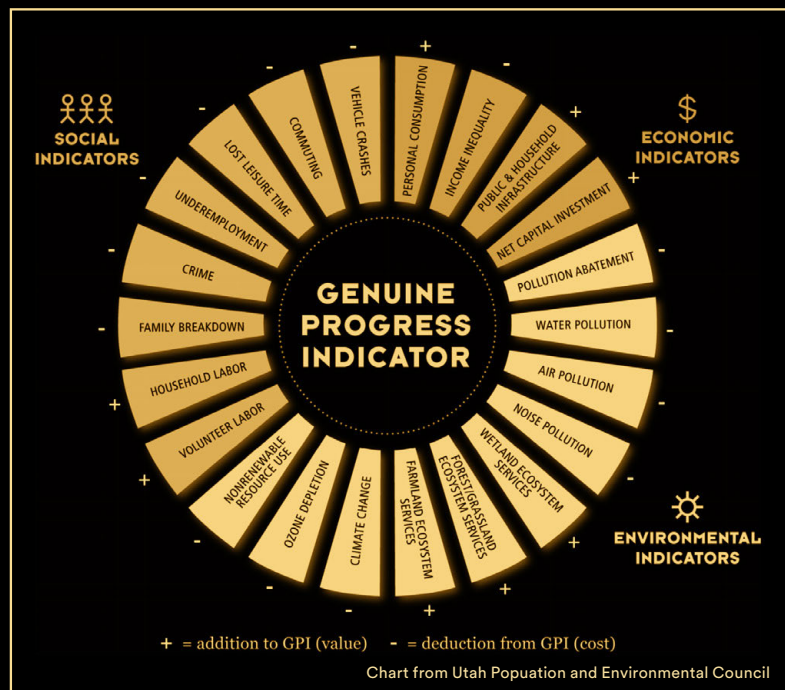 SOCIAL
INDICATORS
$
ECONOMIC
INDICATORS
ENVIRONMENTAL
INDICATORS
GENUINE
PROGRESS
INDICATOR
+
PERSONAL CONSUMPTION
-
INCOME INEQUALITY
+
PUBLIC & HOUSEHOLD
INFRASTRUCTURE
+
NET CAPITAL INVESTMENT
-
POLLUTION ABATEMENT
-
WATER POLLUTION
-
AIR POLLUTION
-
NOISE POLLUTION
+
WETLAND ECOSYSTEM
SERVICES
+
FOREST/GRASSLAND
ECOSYSTEM SERVICES
+
FARMLAND ECOSYSTEM
SERVICES
-
CLIMATE CHANGE
-
OZONE DEPLETION
-
NONRENEWABLE
RESOURCE USE
+
VOLUNTEER LABOR
+
HOUSEHOLD LABOR
-
FAMILY BREAKDOWN
-
CRIME
-
UNDEREMPLOYMENT
-
LOST LEISURE TIME
-
COMMUTING
-
VEHICLE CRASHES
+ = addition to GPI (value) - = deduction from GPI (cost)
Chart from Utah Popuation and Environmental Council